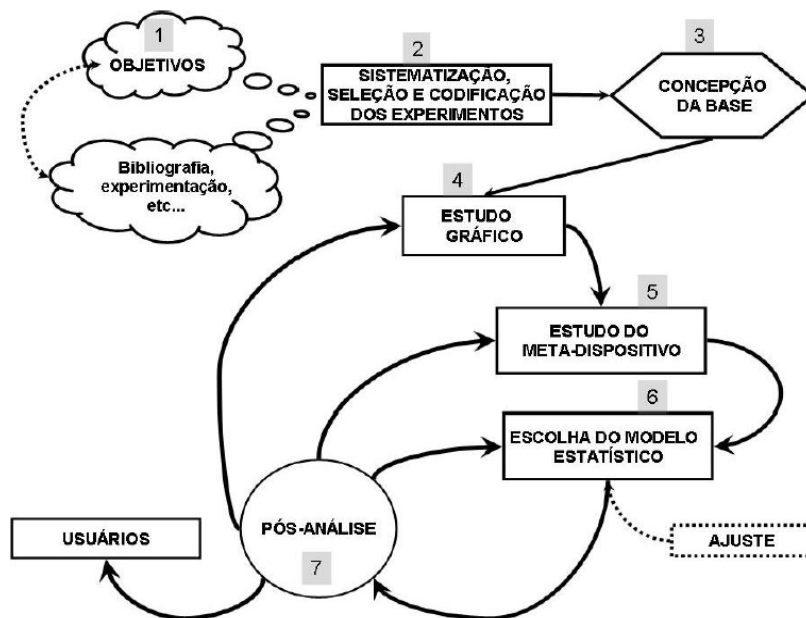 1
OBJETIVOS
Bibliografia,
experimentação,
etc...
2
SISTEMATIZAÇÃO,
SELEÇÃO E CODIFICAÇÃO
DOS EXPERIMENTOS
3
CONCEPÇÃO
DA BASE
4
ESTUDO
GRÁFICO
5
ESTUDO DO
META-DISPOSITIVO
6
ESCOLHA DO MODELO
ESTATÍSTICO
AJUSTE
PÓS-ANÁLISE
7
USUÁRIOS